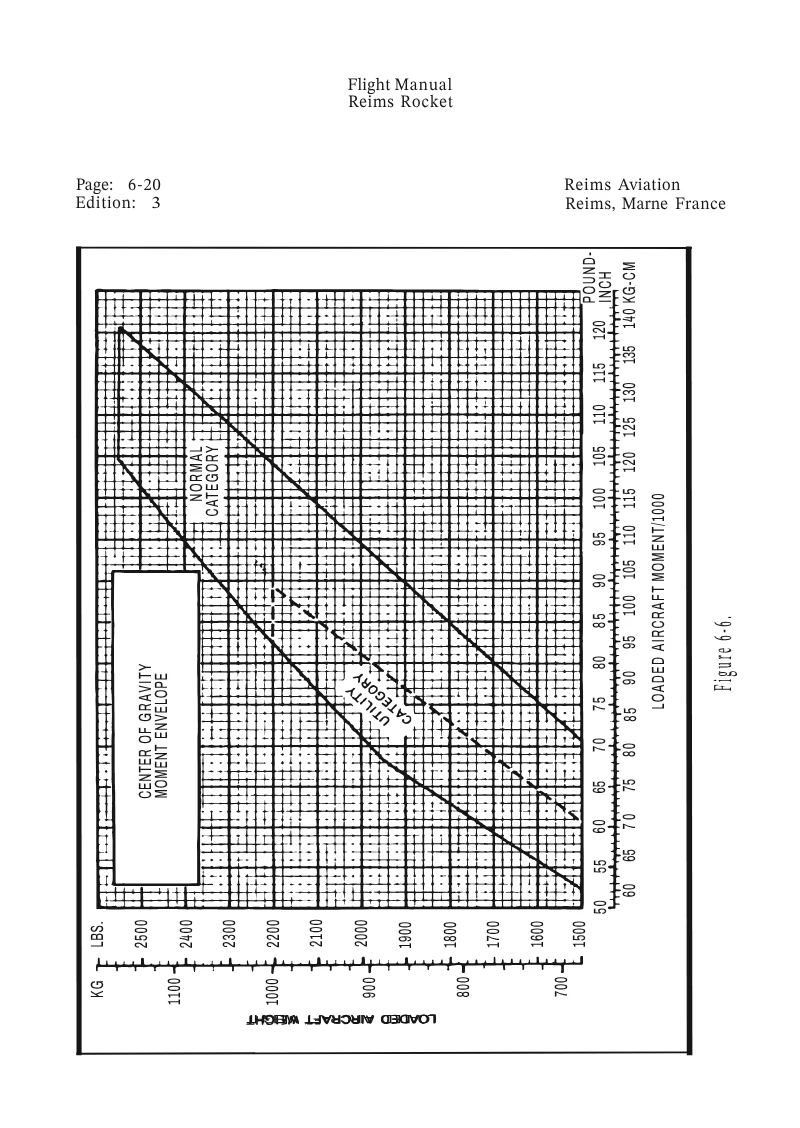 Flight Manual
Reims Rocket
Page: 6-20
Edition: 3
Reims Aviation
Reims, Marne France
CENTER OF GRAVITY
MOMENT ENVELOPE
NORMAL
CATEGORY
UTILITY
CATEGORY
LOADED AIRCRAFT WEIGHT
KG
1100
1000
900
800
700
LBS.
2500
2400
2300
2200
2100
2000
1900
1800
1700
1600
1500
50 55 60 65 70 75 80 85 90 95 100 105 110 115 120 POUND-
INCH
60 65 70 75 80 85 90 95 100 105 110 115 120 125 130 135 140 KG-CM
LOADED AIRCRAFT MOMENT/1000
Figure 6-6.